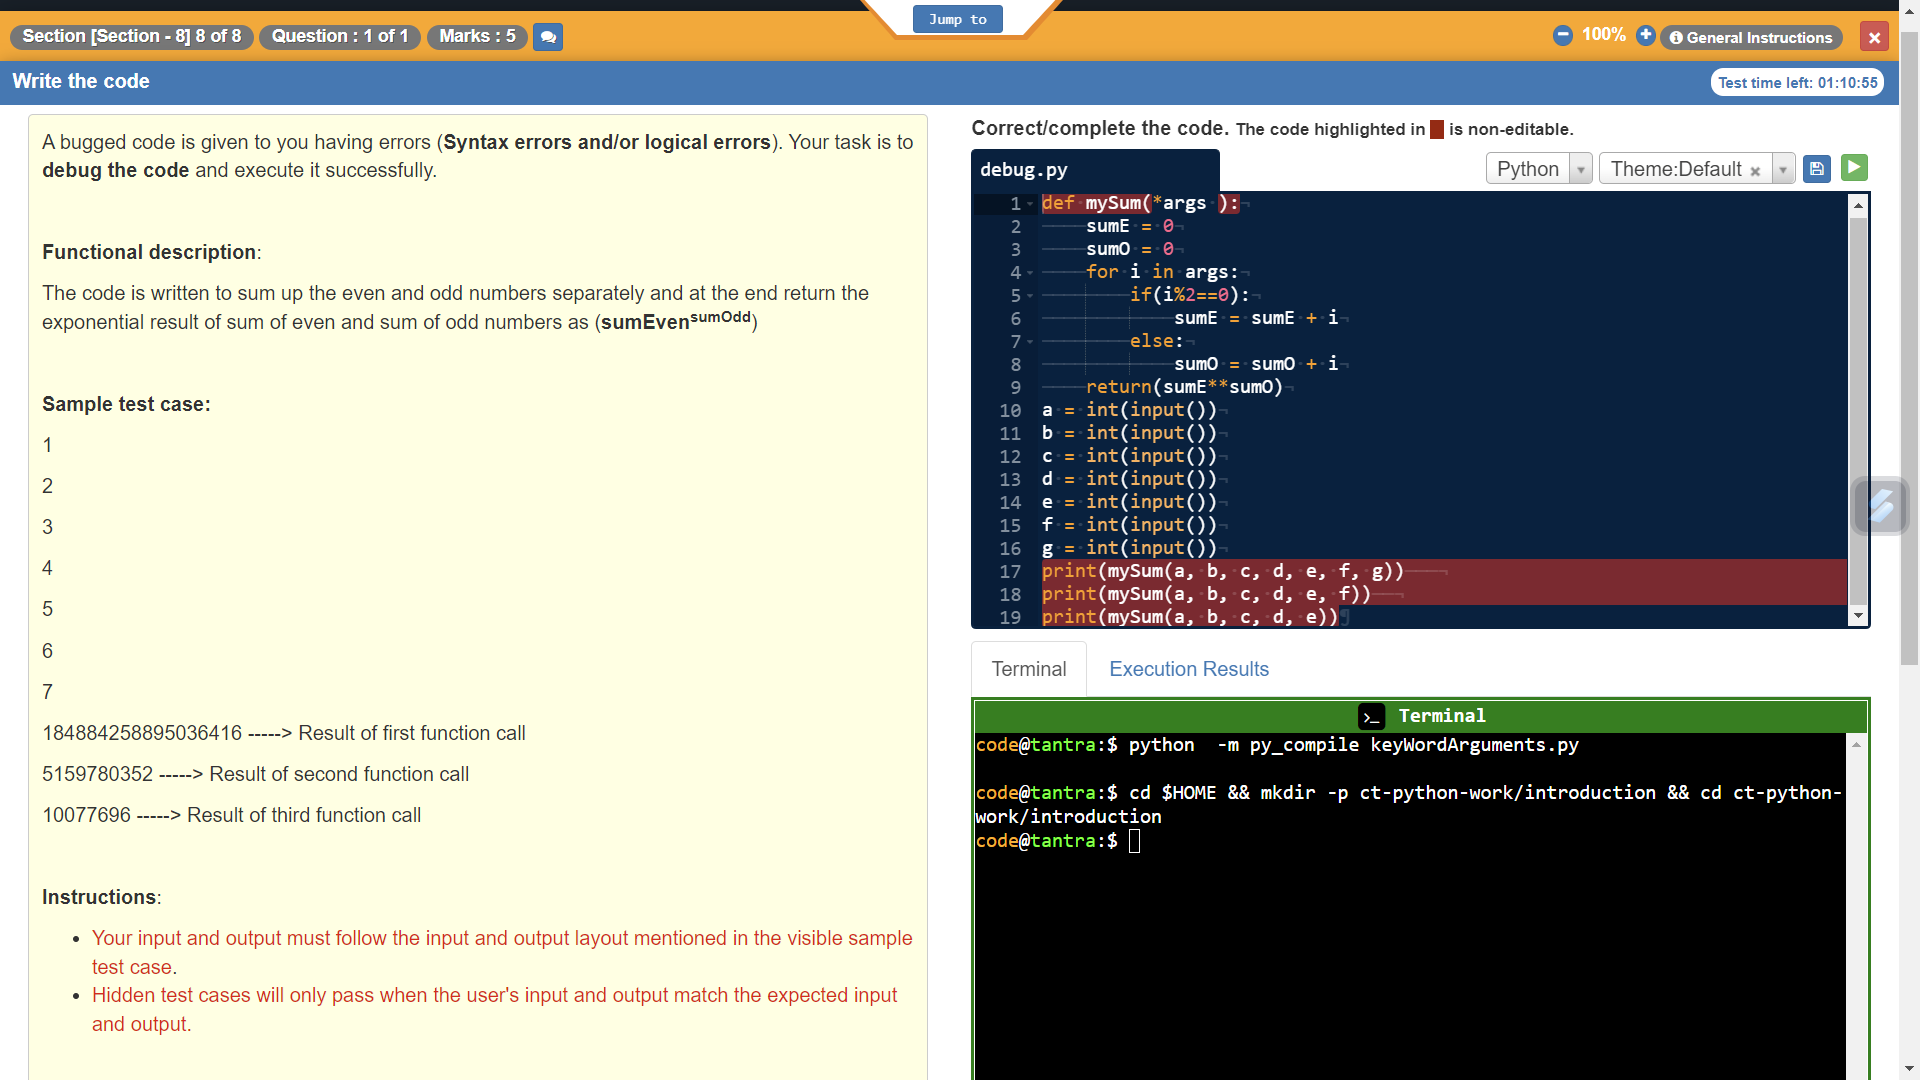 Jump to
Section [Section - 8] 8 of 8 Question : 1 of 1 Marks : 5
100% General Instructions
Write the code
Test time left: 01:10:55
A bugged code is given to you having errors (Syntax errors and/or logical errors). Your task is to
debug the code and execute it successfully.
Functional description:
The code is written to sum up the even and odd numbers separately and at the end return the
exponential result of sum of even and sum of odd numbers as (sumEven^sumOdd)
Sample test case:
1
2
3
4
5
6
7
184884258895036416 -----> Result of first function call
5159780352 -----> Result of second function call
10077696 -----> Result of third function call
Instructions:
• Your input and output must follow the input and output layout mentioned in the visible sample
test case.
• Hidden test cases will only pass when the user's input and output match the expected input
and output.
Correct/complete the code. The code highlighted in is non-editable.
debug.py
Python Theme:Default ×
1 def mySum(*args ):
2     sumE = 0
3     sumO = 0
4     for i in args:
5         if(i%2==0):
6             sumE = sumE + i
7         else:
8             sumO = sumO + i
9     return(sumE**sumO)
10 a = int(input())
11 b = int(input())
12 c = int(input())
13 d = int(input())
14 e = int(input())
15 f = int(input())
16 g = int(input())
17 print(mySum(a, b, c, d, e, f, g))
18 print(mySum(a, b, c, d, e, f))
19 print(mySum(a, b, c, d, e))
Terminal Execution Results
>_ Terminal
code@tantra:$ python  -m py_compile keyWordArguments.py
code@tantra:$ cd $HOME && mkdir -p ct-python-work/introduction && cd ct-python-
work/introduction
code@tantra:$